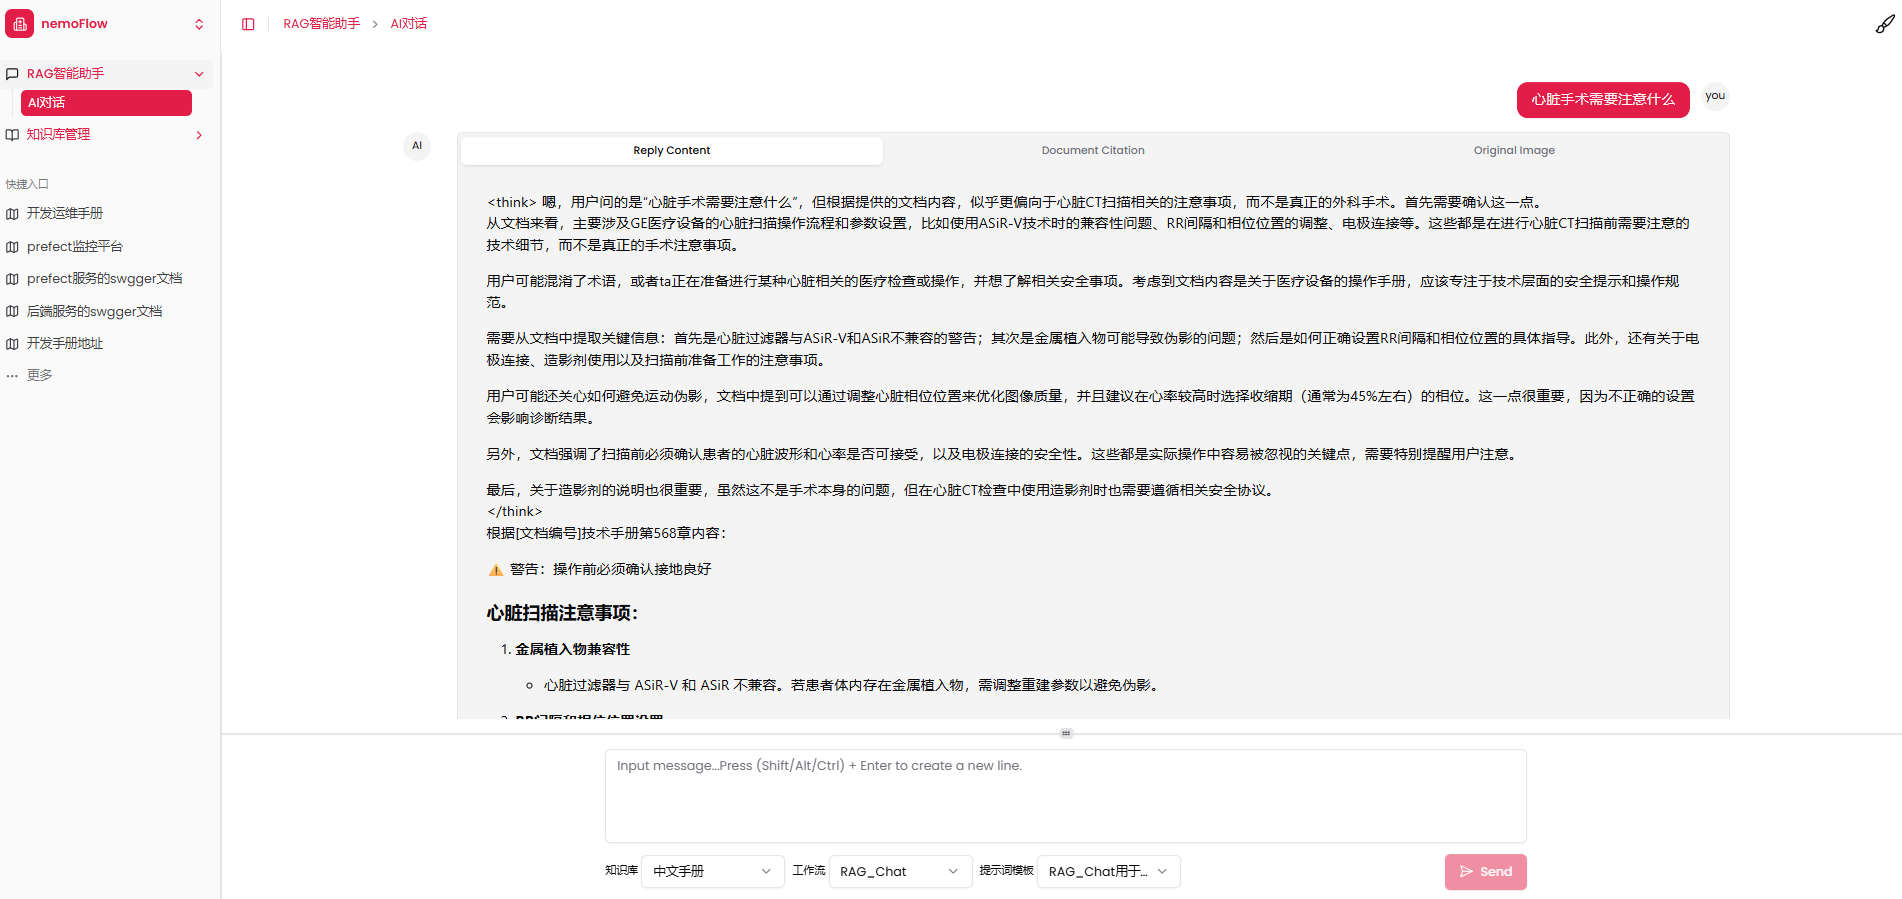 nemoFlow
RAG智能助手
AI对话
知识库管理
快捷入口
开发运维手册
prefect监控平台
prefect服务的swgger文档
后端服务的swgger文档
开发手册地址
更多
RAG智能助手 > AI对话
心脏手术需要注意什么
you
AI
Reply Content
Document Citation
Original Image
<think> 嗯，用户问的是“心脏手术需要注意什么”，但根据提供的文档内容，似乎更偏向于心脏CT扫描相关的注意事项，而不是真正的外科手术。首先需要确认这一点。
从文档来看，主要涉及GE医疗设备的心脏扫描操作流程和参数设置，比如使用ASiR-V技术时的兼容性问题、RR间隔和相位位置的调整、电极连接等。这些都是在进行心脏CT扫描前需要注意的
技术细节，而不是真正的手术注意事项。
用户可能混淆了术语，或者ta正在准备进行某种心脏相关的医疗检查或操作，并想了解相关安全事项。考虑到文档内容是关于医疗设备的操作手册，应该专注于技术层面的安全提示和操作规
范。
需要从文档中提取关键信息：首先是心脏过滤器与ASiR-V和ASiR不兼容的警告；其次是金属植入物可能导致伪影的问题；然后是如何正确设置RR间隔和相位位置的具体指导。此外，还有关于电
极连接、造影剂使用以及扫描前准备工作的注意事项。
用户可能还关心如何避免运动伪影，文档中提到可以通过调整心脏相位位置来优化图像质量，并且建议在心率较高时选择收缩期（通常为45%左右）的相位。这一点很重要，因为不正确的设置
会影响诊断结果。
另外，文档强调了扫描前必须确认患者的心脏波形和心率是否可接受，以及电极连接的安全性。这些都是实际操作中容易被忽视的关键点，需要特别提醒用户注意。
最后，关于造影剂的说明也很重要，虽然这不是手术本身的问题，但在心脏CT检查中使用造影剂时也需要遵循相关安全协议。
</think>
根据[文档编号]技术手册第568章内容：
⚠️ 警告：操作前必须确认接地良好
心脏扫描注意事项：
1. 金属植入物兼容性
心脏过滤器与 ASiR-V 和 ASiR 不兼容。若患者体内存在金属植入物，需调整重建参数以避免伪影。
2. RR间隔和相位位置设置
Input message...Press (Shift/Alt/Ctrl) + Enter to create a new line.
知识库 中文手册 工作流 RAG_Chat 提示词模板 RAG_Chat用于... Send